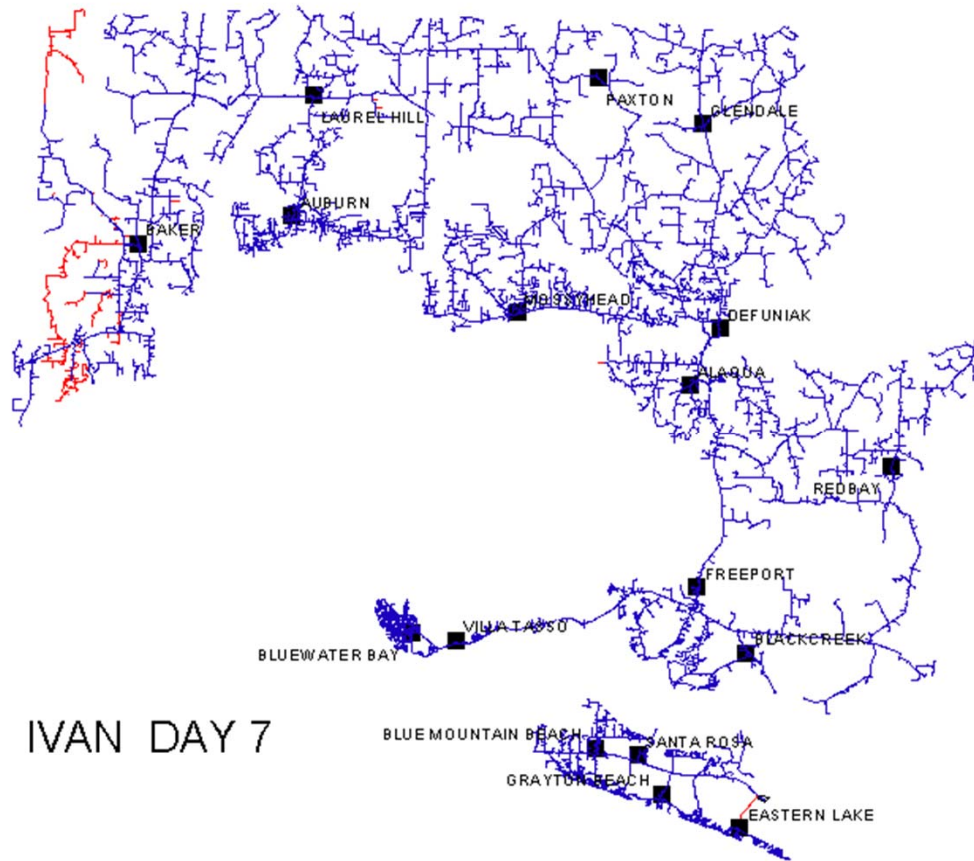 PAXTON
LAUREL HILL
GLENDALE
AUBURN
BAKER
MOSSYHEAD
DEFUNIAK
ALAQUA
REDBAY
FREEPORT
VILLA TASSO
BLUEWATER BAY
BLACKCREEK
IVAN DAY 7
BLUE MOUNTAIN BEACH
SANTA ROSA
GRAYTON BEACH
EASTERN LAKE